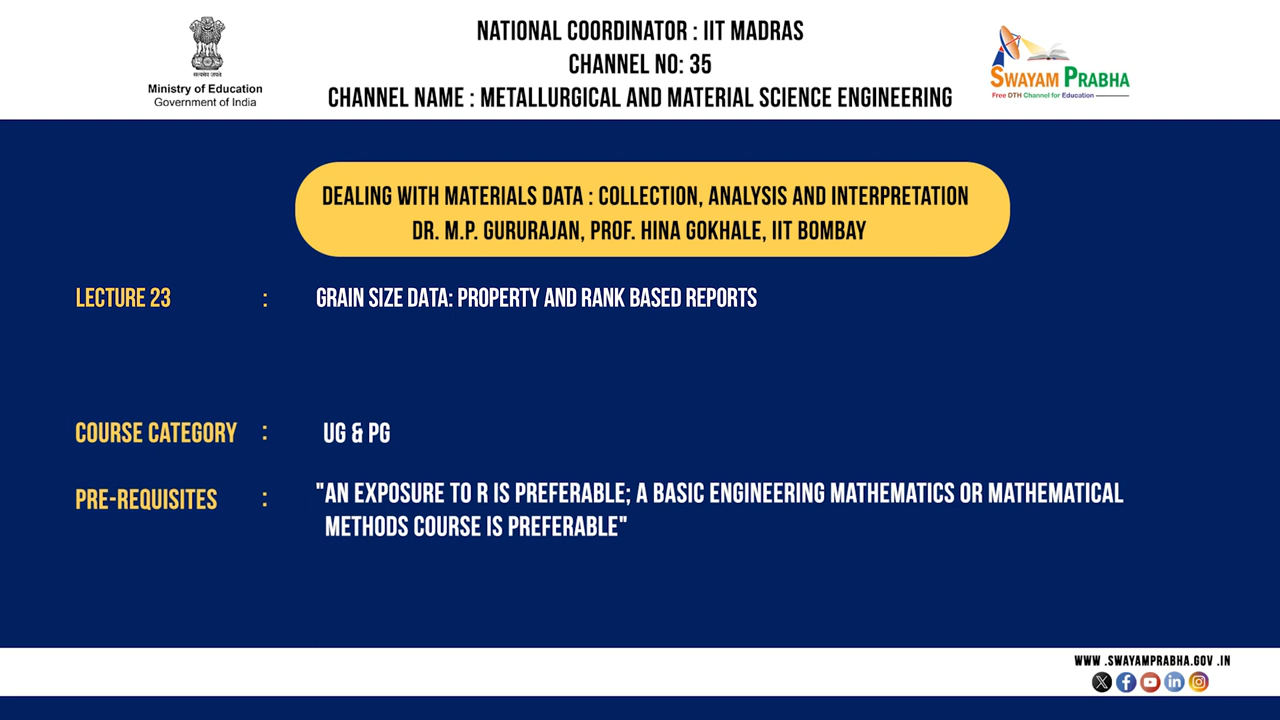 NATIONAL COORDINATOR : IIT MADRAS
CHANNEL NO: 35
CHANNEL NAME : METALLURGICAL AND MATERIAL SCIENCE ENGINEERING
सत्यमेव जयते
Ministry of Education
Government of India
SWAYAM PRABHA
Free DTH Channel for Education
DEALING WITH MATERIALS DATA : COLLECTION, ANALYSIS AND INTERPRETATION
DR. M.P. GURURAJAN, PROF. HINA GOKHALE, IIT BOMBAY
LECTURE 23 : GRAIN SIZE DATA: PROPERTY AND RANK BASED REPORTS
COURSE CATEGORY : UG & PG
PRE-REQUISITES : "AN EXPOSURE TO R IS PREFERABLE; A BASIC ENGINEERING MATHEMATICS OR MATHEMATICAL
METHODS COURSE IS PREFERABLE"
WWW .SWAYAMPRABHA.GOV .IN